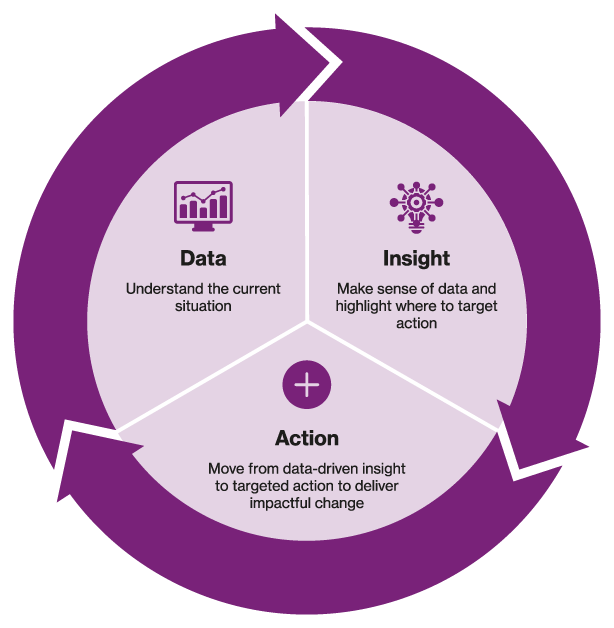 Data
Understand the current
situation
Insight
Make sense of data and
highlight where to target
action
Action
Move from data-driven insight
to targeted action to deliver
impactful change